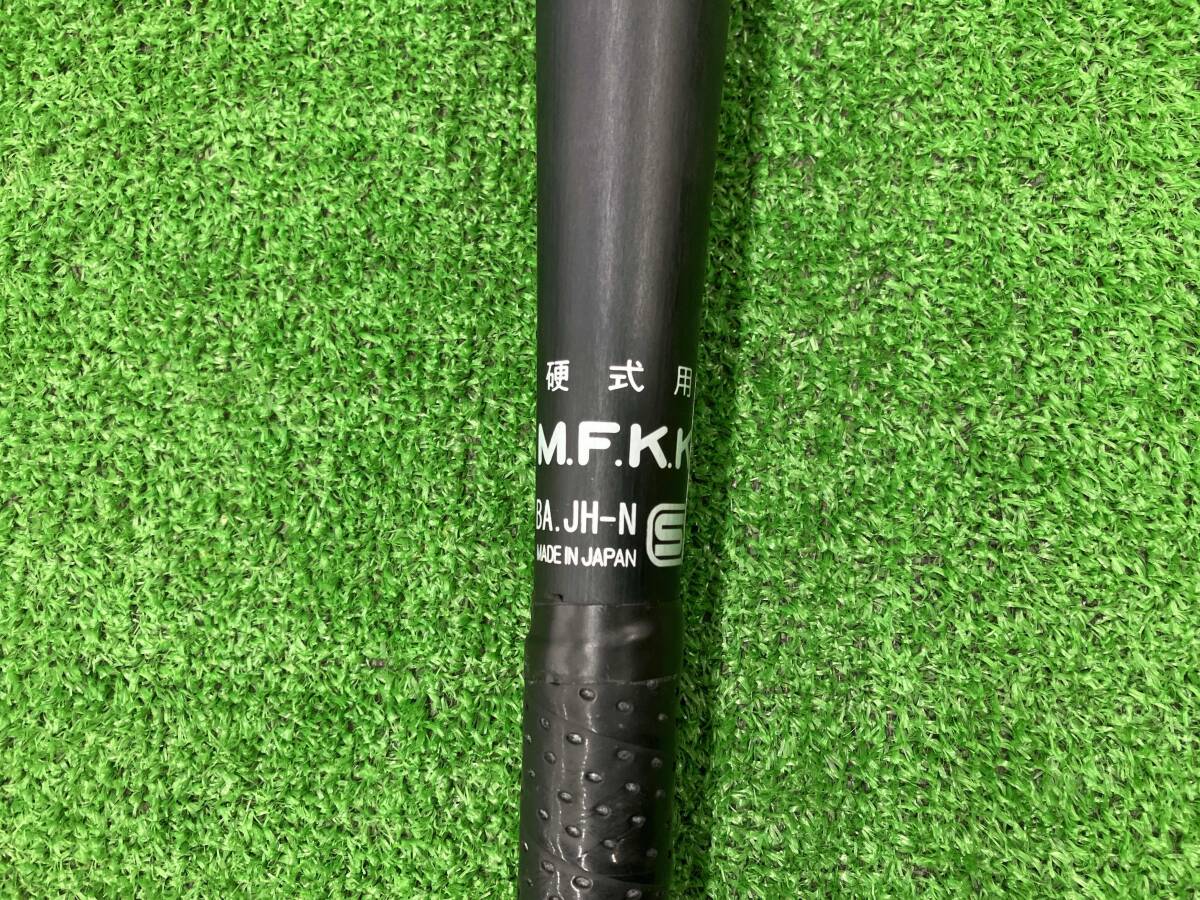 硬式用
M.F.K.K
BA.JH-N
MADE IN JAPAN
S